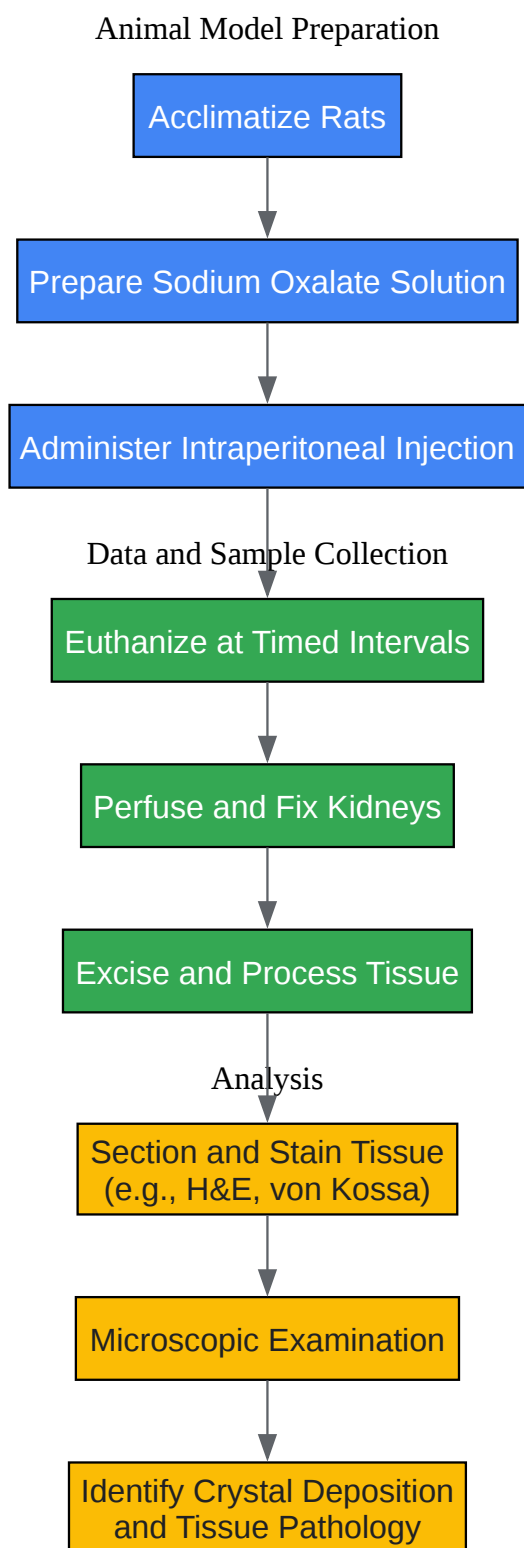 Animal Model Preparation
Acclimatize Rats
Prepare Sodium Oxalate Solution
Administer Intraperitoneal Injection
Data and Sample Collection
Euthanize at Timed Intervals
Perfuse and Fix Kidneys
Excise and Process Tissue
Analysis
Section and Stain Tissue
(e.g., H&E, von Kossa)
Microscopic Examination
Identify Crystal Deposition
and Tissue Pathology